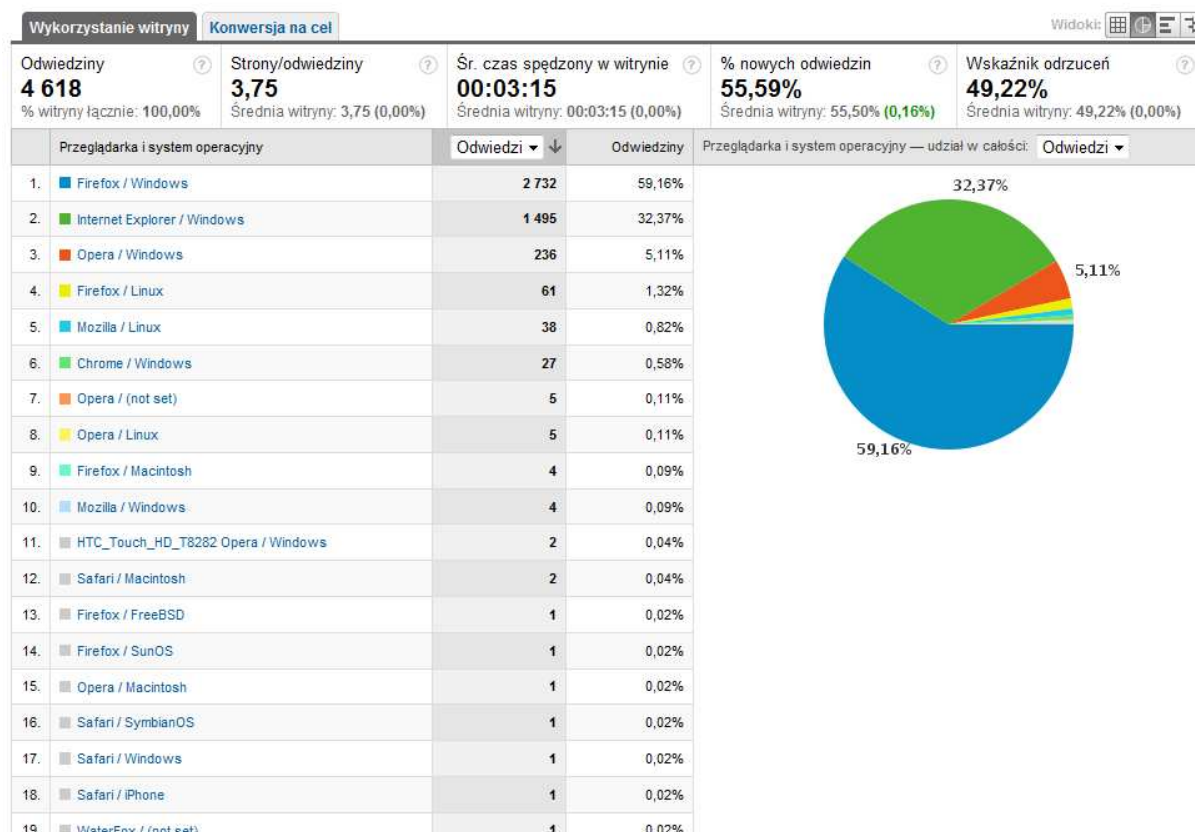 Wykorzystanie witryny Konwersja na cel Widoki:
Odwiedziny ? Strony/odwiedziny ? Śr. czas spędzony w witrynie ? % nowych odwiedzin ? Wskaźnik odrzuceń ?
4 618 3,75 00:03:15 55,59% 49,22%
% witryny łącznie: 100,00% Średnia witryny: 3,75 (0,00%) Średnia witryny: 00:03:15 (0,00%) Średnia witryny: 55,50% (0,16%) Średnia witryny: 49,22% (0,00%)
Przeglądarka i system operacyjny Odwiedzi Odwiedziny Przeglądarka i system operacyjny — udział w całości: Odwiedzi
1. Firefox / Windows 2 732 59,16%
2. Internet Explorer / Windows 1 495 32,37%
3. Opera / Windows 236 5,11%
4. Firefox / Linux 61 1,32%
5. Mozilla / Linux 38 0,82%
6. Chrome / Windows 27 0,58%
7. Opera / (not set) 5 0,11%
8. Opera / Linux 5 0,11%
9. Firefox / Macintosh 4 0,09%
10. Mozilla / Windows 4 0,09%
11. HTC_Touch_HD_T8282 Opera / Windows 2 0,04%
12. Safari / Macintosh 2 0,04%
13. Firefox / FreeBSD 1 0,02%
14. Firefox / SunOS 1 0,02%
15. Opera / Macintosh 1 0,02%
16. Safari / SymbianOS 1 0,02%
17. Safari / Windows 1 0,02%
18. Safari / iPhone 1 0,02%
19. WaterFox / (not set) 1 0,02%
32,37%
5,11%
59,16%